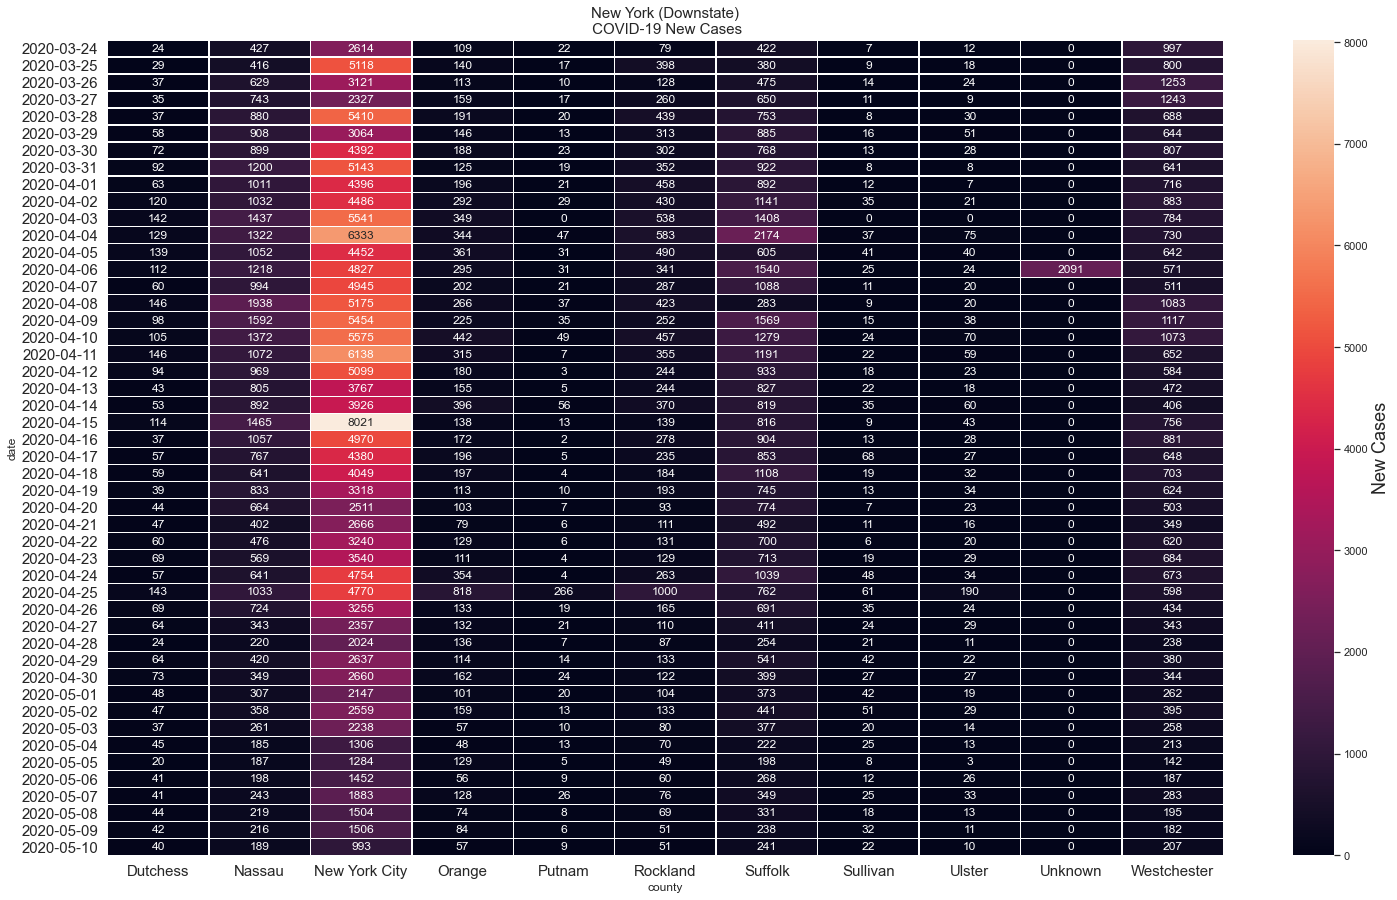 New York (Downstate)
COVID-19 New Cases
2020-03-24 24 427 2614 109 22 79 422 7 12 0 997
2020-03-25 29 416 5118 140 17 398 380 9 18 0 800
2020-03-26 37 629 3121 113 10 128 475 14 24 0 1253
2020-03-27 35 743 2327 159 17 260 650 11 9 0 1243
2020-03-28 37 880 5410 191 20 439 753 8 30 0 688
2020-03-29 58 908 3064 146 13 313 885 16 51 0 644
2020-03-30 72 899 4392 188 23 302 768 13 28 0 807
2020-03-31 92 1200 5143 125 19 352 922 8 8 0 641
2020-04-01 63 1011 4396 196 21 458 892 12 7 0 716
2020-04-02 120 1032 4486 292 29 430 1141 35 21 0 883
2020-04-03 142 1437 5541 349 0 538 1408 0 0 0 784
2020-04-04 129 1322 6333 344 47 583 2174 37 75 0 730
2020-04-05 139 1052 4452 361 31 490 605 41 40 0 642
2020-04-06 112 1218 4827 295 31 341 1540 25 24 2091 571
2020-04-07 60 994 4945 202 21 287 1088 11 20 0 511
2020-04-08 146 1938 5175 266 37 423 283 9 20 0 1083
2020-04-09 98 1592 5454 225 35 252 1569 15 38 0 1117
2020-04-10 105 1372 5575 442 49 457 1279 24 70 0 1073
2020-04-11 146 1072 6138 315 7 355 1191 22 59 0 652
2020-04-12 94 969 5099 180 3 244 933 18 23 0 584
2020-04-13 43 805 3767 155 5 244 827 22 18 0 472
2020-04-14 53 892 3926 396 56 370 819 35 60 0 406
2020-04-15 114 1465 8021 138 13 139 816 9 43 0 756
2020-04-16 37 1057 4970 172 2 278 904 13 28 0 881
2020-04-17 57 767 4380 196 5 235 853 68 27 0 648
2020-04-18 59 641 4049 197 4 184 1108 19 32 0 703
2020-04-19 39 833 3318 113 10 193 745 13 34 0 624
2020-04-20 44 664 2511 103 7 93 774 7 23 0 503
2020-04-21 47 402 2666 79 6 111 492 11 16 0 349
2020-04-22 60 476 3240 129 6 131 700 6 20 0 620
2020-04-23 69 569 3540 111 4 129 713 19 29 0 684
2020-04-24 57 641 4754 354 4 263 1039 48 34 0 673
2020-04-25 143 1033 4770 818 266 1000 762 61 190 0 598
2020-04-26 69 724 3255 133 19 165 691 35 24 0 434
2020-04-27 64 343 2357 132 21 110 411 24 29 0 343
2020-04-28 24 220 2024 136 7 87 254 21 11 0 238
2020-04-29 64 420 2637 114 14 133 541 42 22 0 380
2020-04-30 73 349 2660 162 24 122 399 27 27 0 344
2020-05-01 48 307 2147 101 20 104 373 42 19 0 262
2020-05-02 47 358 2559 159 13 133 441 51 29 0 395
2020-05-03 37 261 2238 57 10 80 377 20 14 0 258
2020-05-04 45 185 1306 48 13 70 222 25 13 0 213
2020-05-05 20 187 1284 129 5 49 198 8 3 0 142
2020-05-06 41 198 1452 56 9 60 268 12 26 0 187
2020-05-07 41 243 1883 128 26 76 349 25 33 0 283
2020-05-08 44 219 1504 74 8 69 331 18 13 0 195
2020-05-09 42 216 1506 84 6 51 238 32 11 0 182
2020-05-10 40 189 993 57 9 51 241 22 10 0 207
Dutchess Nassau New York City Orange Putnam Rockland Suffolk Sullivan Ulster Unknown Westchester
county
date
8000
7000
6000
5000
4000
3000
2000
1000
0
New Cases